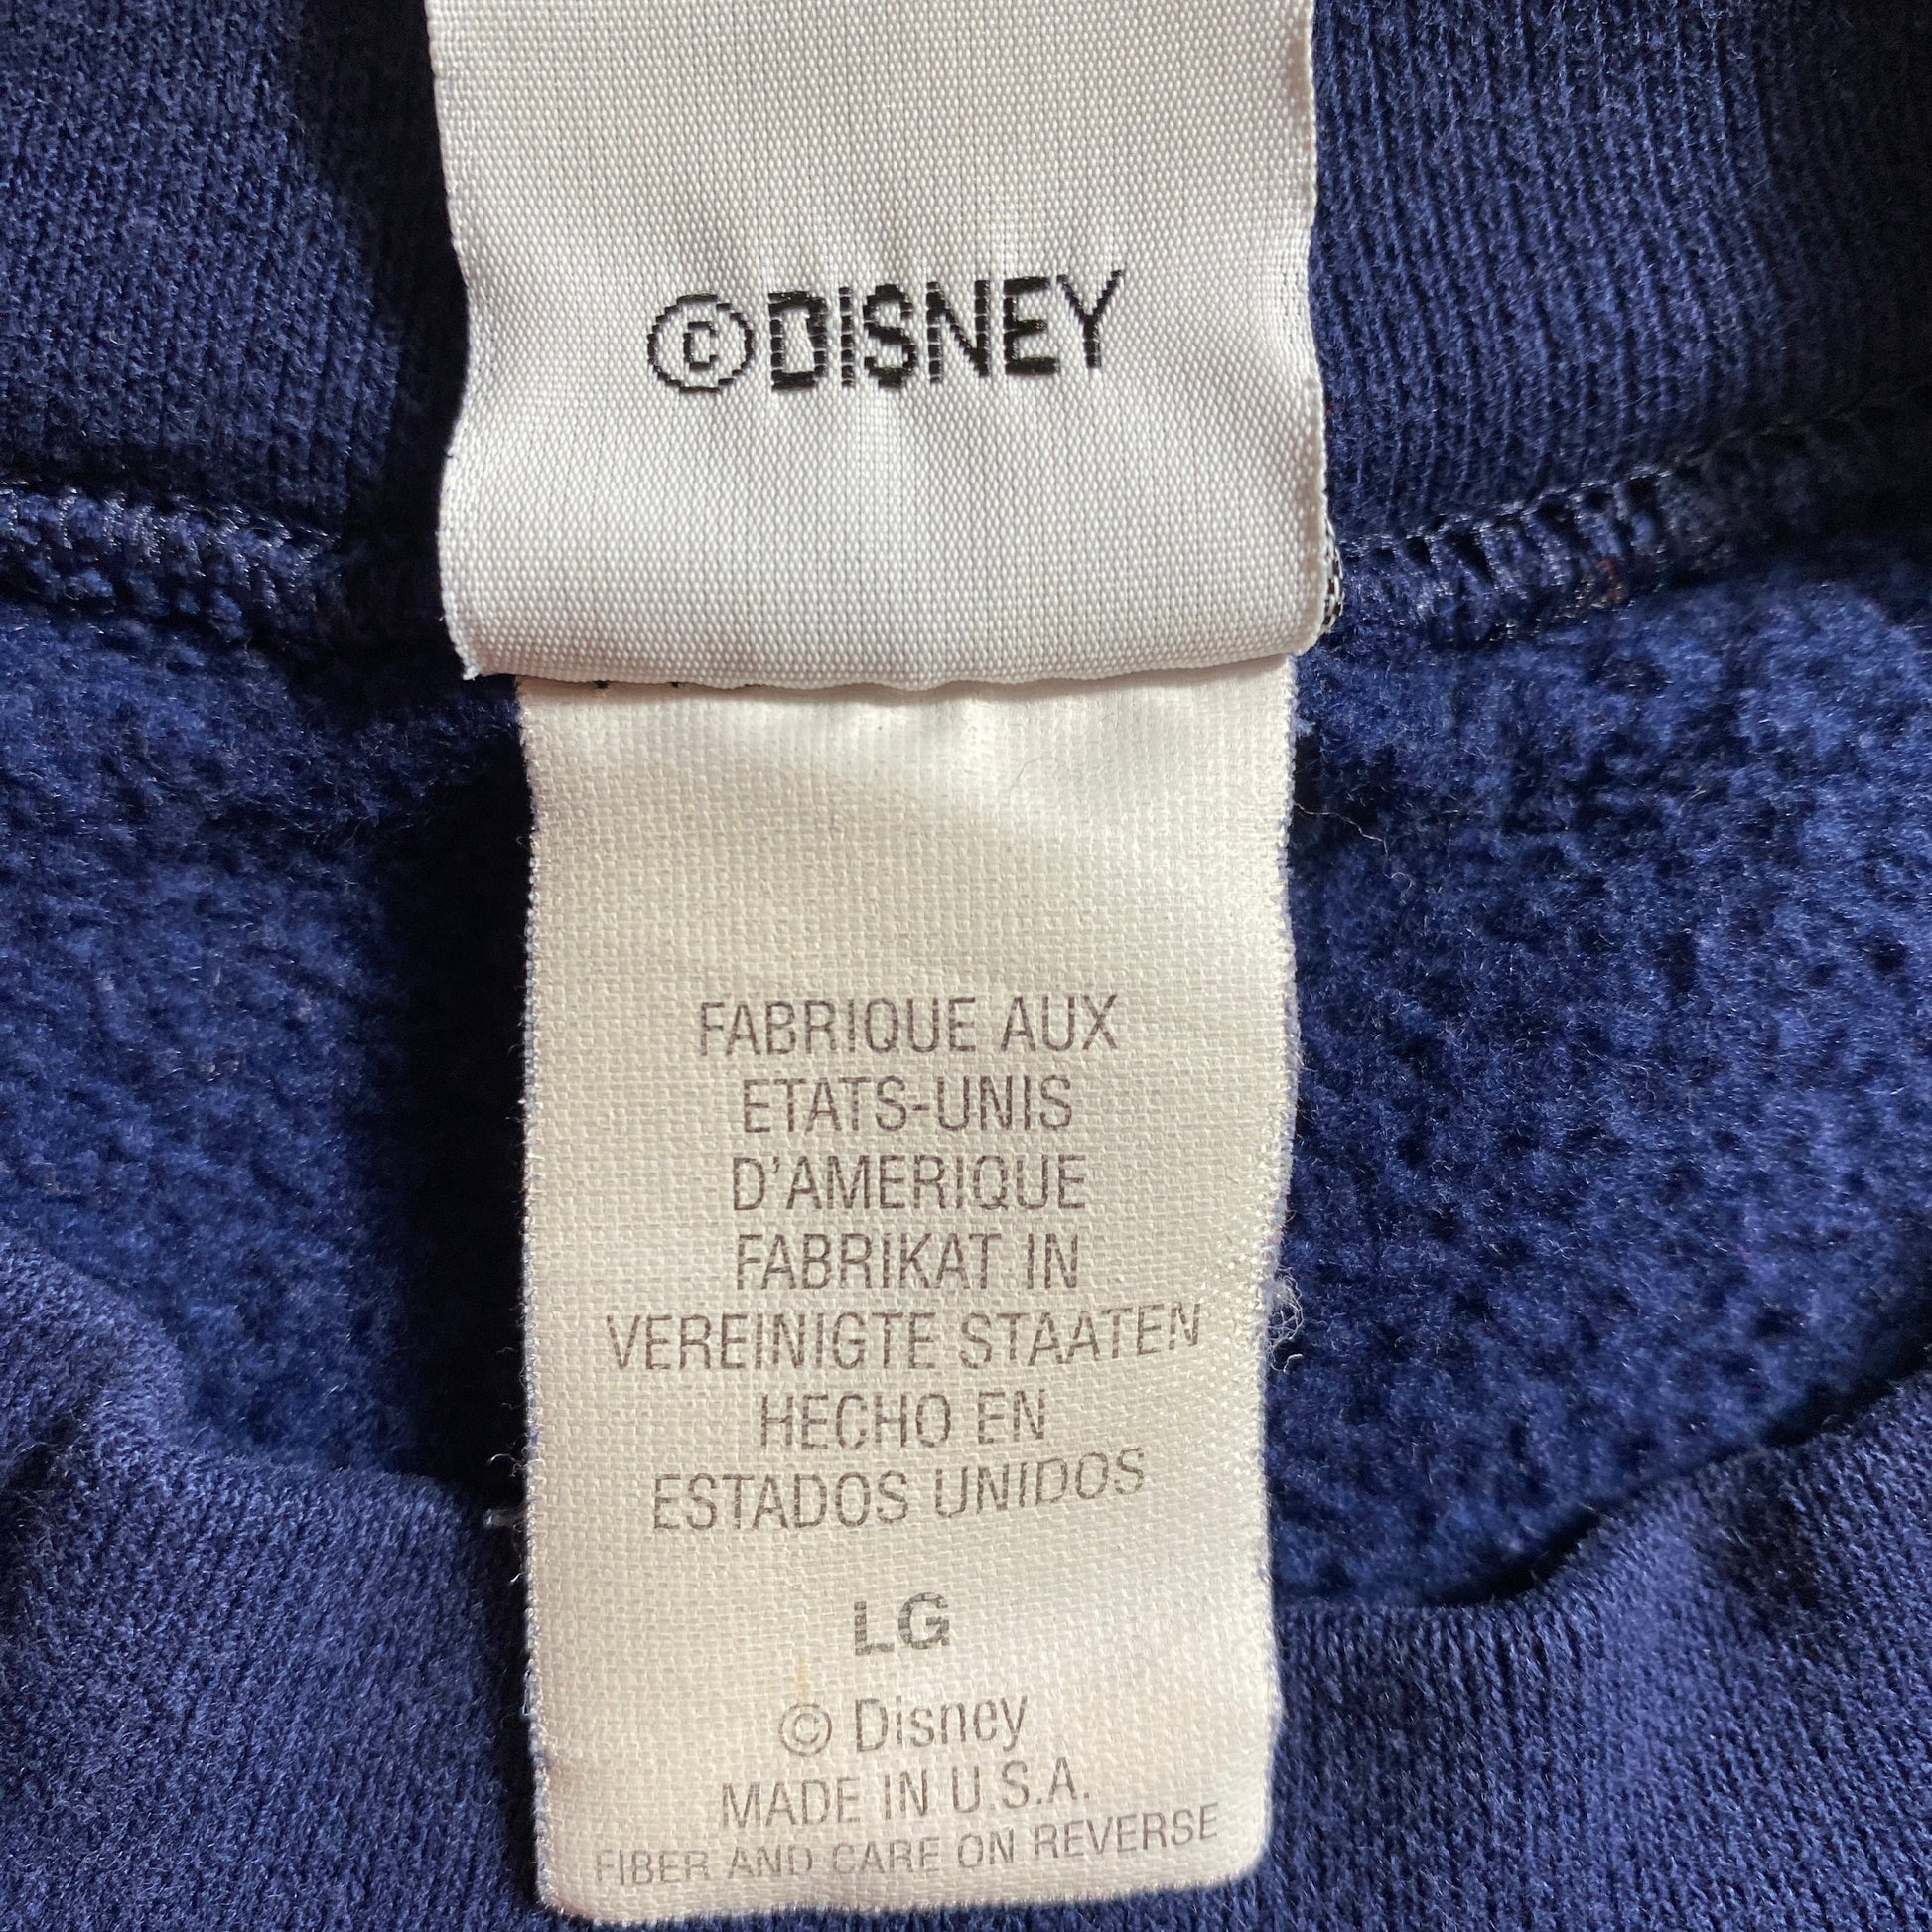 ©DISNEY
FABRIQUE AUX
ETATS-UNIS
D'AMERIQUE
FABRIKAT IN
VEREINIGTE STAATEN
HECHO EN
ESTADOS UNIDOS
LG
© Disney
MADE IN U.S.A.
FIBER AND CARE ON REVERSE